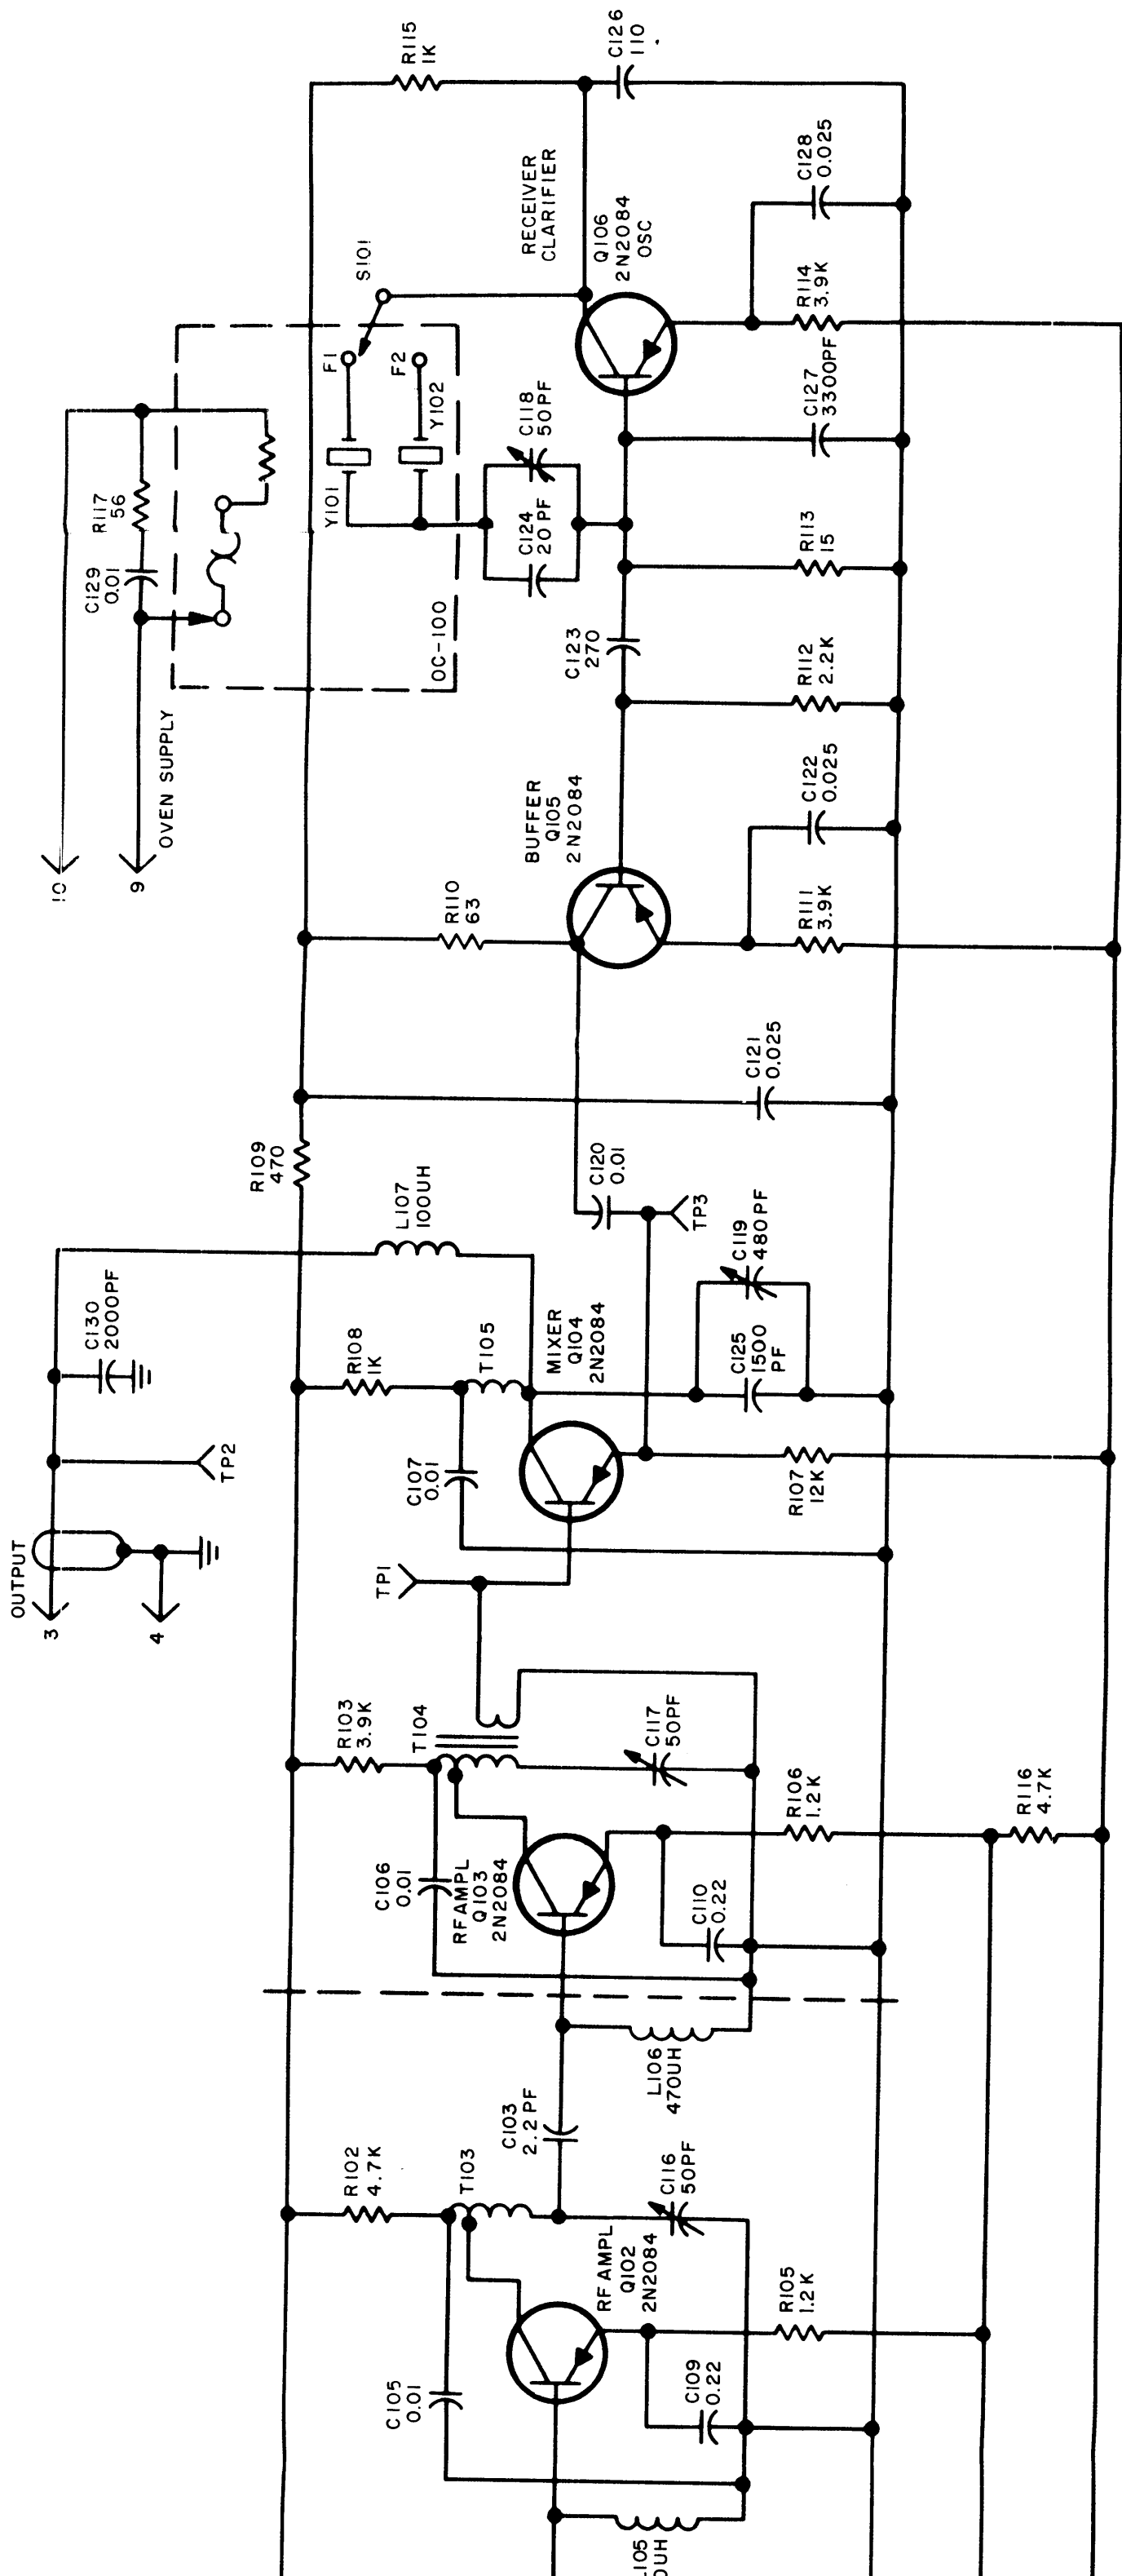 OUTPUT
3
4
TP2
C130
2000PF
10
9
OVEN SUPPLY
C129
0.01
R117
56
OC-100
Y101
Y102
F1
F2
S101
R102
4.7K
R103
3.9K
R108
1K
R109
470
L107
100UH
R110
63
R115
1K
C105
0.01
T103
C106
0.01
T104
TP1
C107
0.01
T105
C103
2.2PF
RF AMPL
Q102
2N2084
RF AMPL
Q103
2N2084
MIXER
Q104
2N2084
BUFFER
Q105
2N2084
C123
270
C124
20PF
C118
50PF
RECEIVER
CLARIFIER
Q106
2N2084
OSC
C126
110
105
0UH
C109
0.22
C116
50PF
R105
1.2K
L106
470UH
C110
0.22
C117
50PF
R106
1.2K
R116
4.7K
R107
12K
C125
1500
PF
C119
480PF
C120
0.01
TP3
C121
0.025
R111
3.9K
C122
0.025
R112
2.2K
R113
15
C127
3300PF
R114
3.9K
C128
0.025